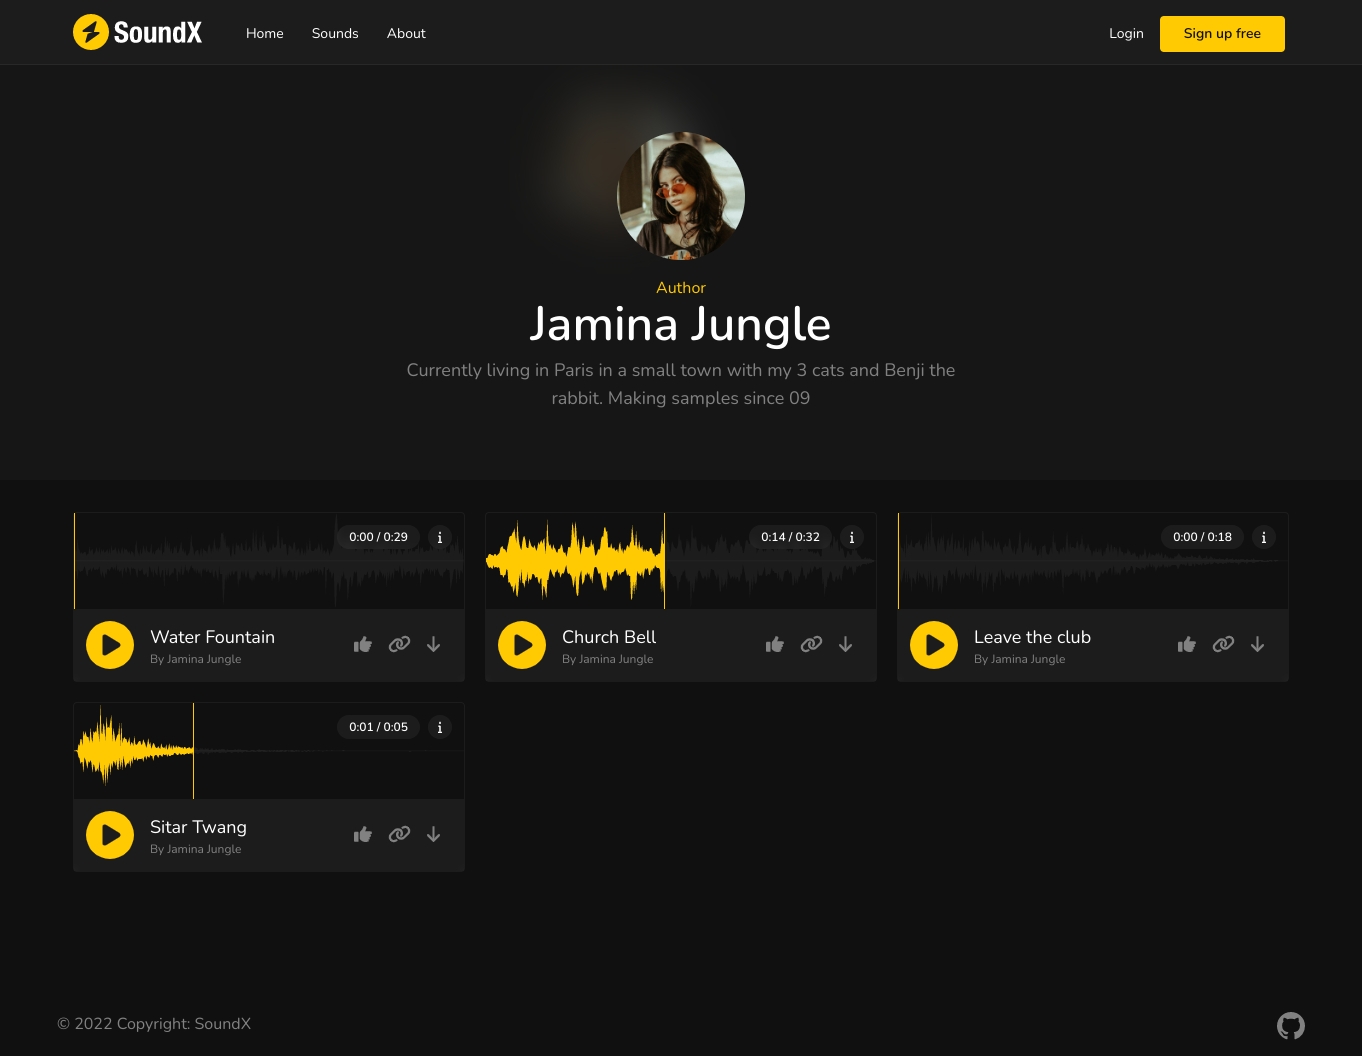 SoundX
Home
Sounds
About
Login
Sign up free
Author
Jamina Jungle
Currently living in Paris in a small town with my 3 cats and Benji the
rabbit. Making samples since 09
0:00 / 0:29
Water Fountain
By Jamina Jungle
0:14 / 0:32
Church Bell
By Jamina Jungle
0:00 / 0:18
Leave the club
By Jamina Jungle
0:01 / 0:05
Sitar Twang
By Jamina Jungle
© 2022 Copyright: SoundX